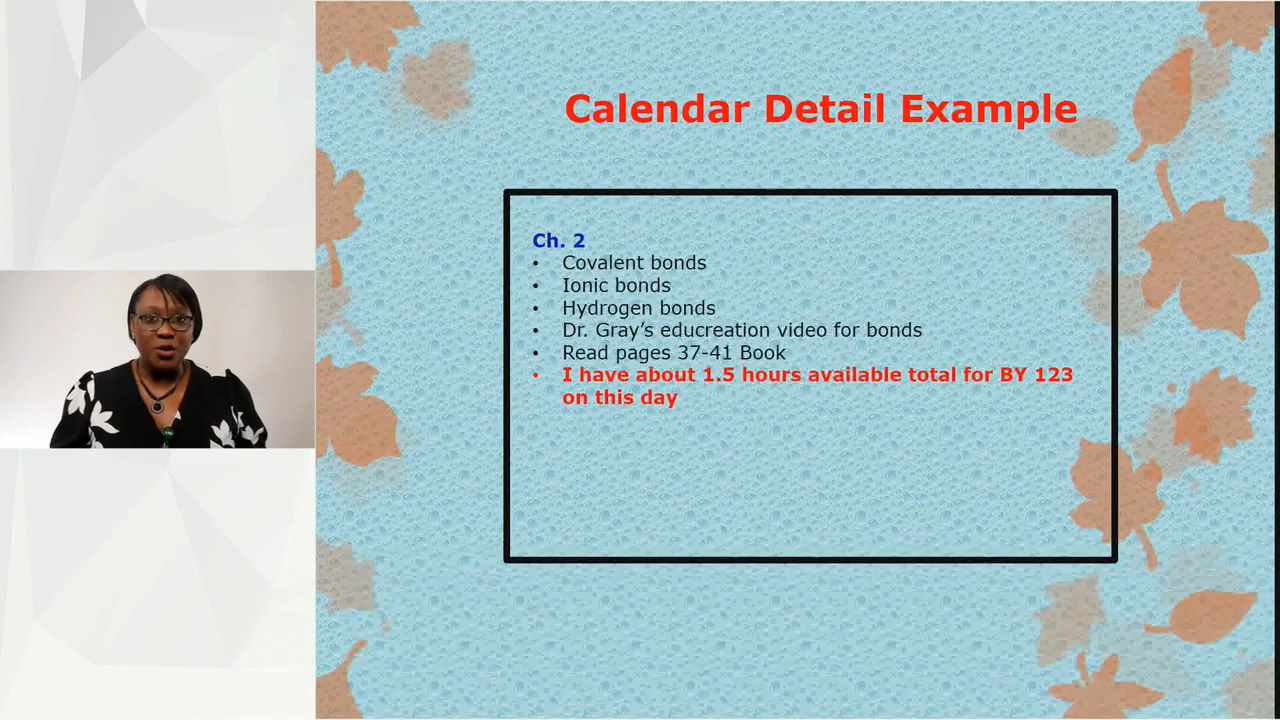 Calendar Detail Example
Ch. 2
• Covalent bonds
• Ionic bonds
• Hydrogen bonds
• Dr. Gray’s educreation video for bonds
• Read pages 37-41 Book
• I have about 1.5 hours available total for BY 123
on this day